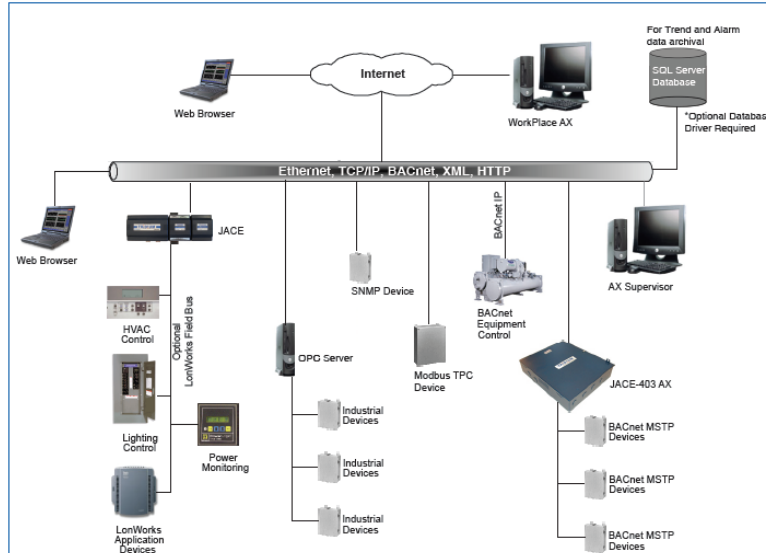 For Trend and Alarm
data archival
Internet
SQL Server
Database
Web Browser
WorkPlace AX
*Optional Databas
Driver Required
Ethernet, TCP/IP, BACnet, XML, HTTP
JACE
BACnet IP
Web Browser
AX Supervisor
SNMP Device
HVAC
Control
Optional
LonWorks Field Bus
BACnet
Equipment
Control
OPC Server
Modbus TPC
Device
JACE-403 AX
Lighting
Control
Power
Monitoring
Industrial
Devices
Industrial
Devices
Industrial
Devices
BACnet MSTP
Devices
BACnet MSTP
Devices
BACnet MSTP
Devices
LonWorks
Application
Devices